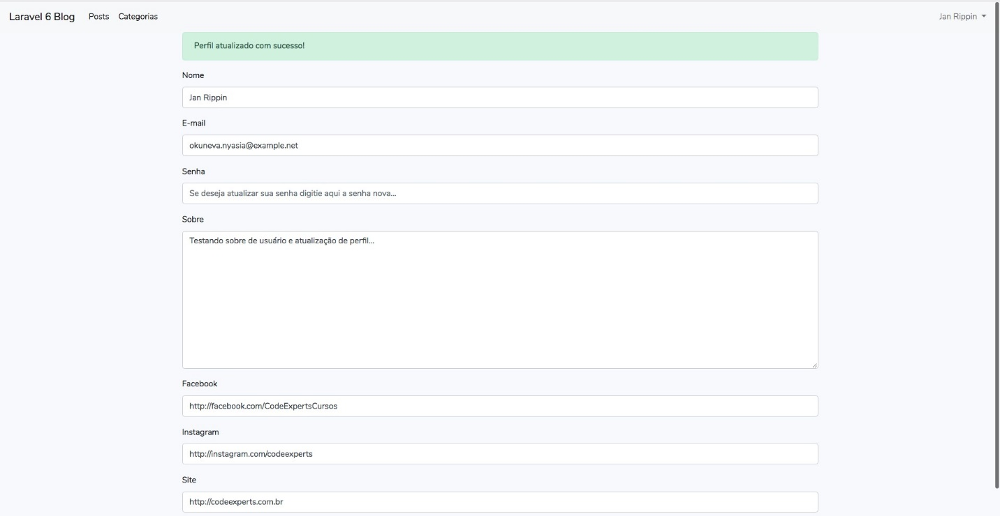 Laravel 6 Blog Posts Categorias Jan Rippin
Perfil atualizado com sucesso!
Nome
Jan Rippin
E-mail
okuneva.nyasia@example.net
Senha
Se deseja atualizar sua senha digitie aqui a senha nova...
Sobre
Testando sobre de usuário e atualização de perfil...
Facebook
http://facebook.com/CodeExpertsCursos
Instagram
http://instagram.com/codeexperts
Site
http://codeexperts.com.br